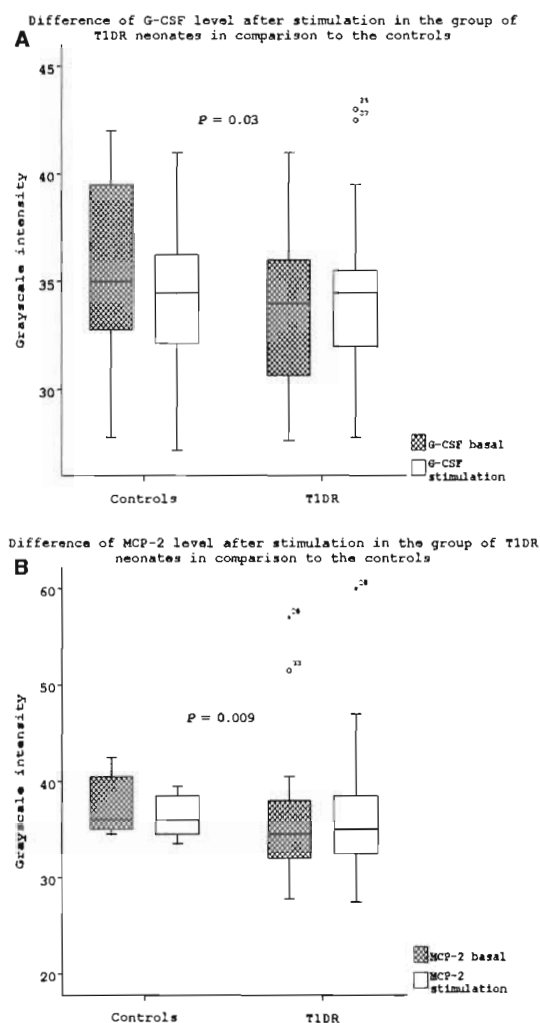 Difference of G-CSF level after stimulation in the group of
T1DR neonates in comparison to the controls
A
45
P = 0.03
40
35
30
Grayscale intensity
G-CSF basal
G-CSF
stimulation
Controls
T1DR
Difference of MCP-2 level after stimulation in the group of T1DR
neonates in comparison to the controls
B
60
50
P = 0.009
40
30
20
Grayscale intensity
MCP-2 basal
MCP-2
stimulation
Controls
T1DR